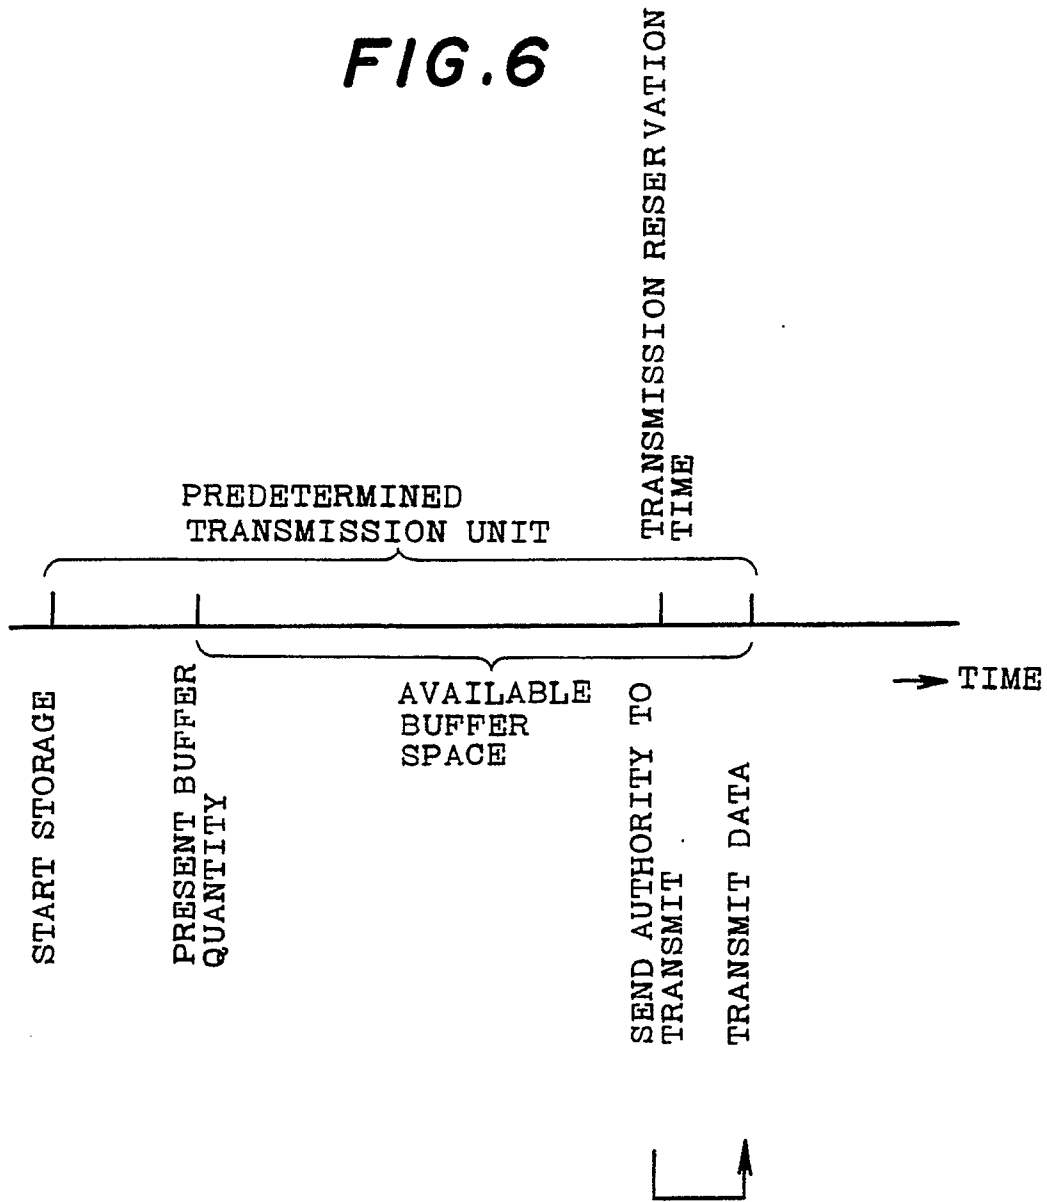 FIG.6
TRANSMISSION RESERVATION
TIME
PREDETERMINED
TRANSMISSION UNIT
TIME
AVAILABLE
BUFFER
SPACE
START STORAGE
PRESENT BUFFER
QUANTITY
SEND AUTHORITY TO
TRANSMIT
TRANSMIT DATA